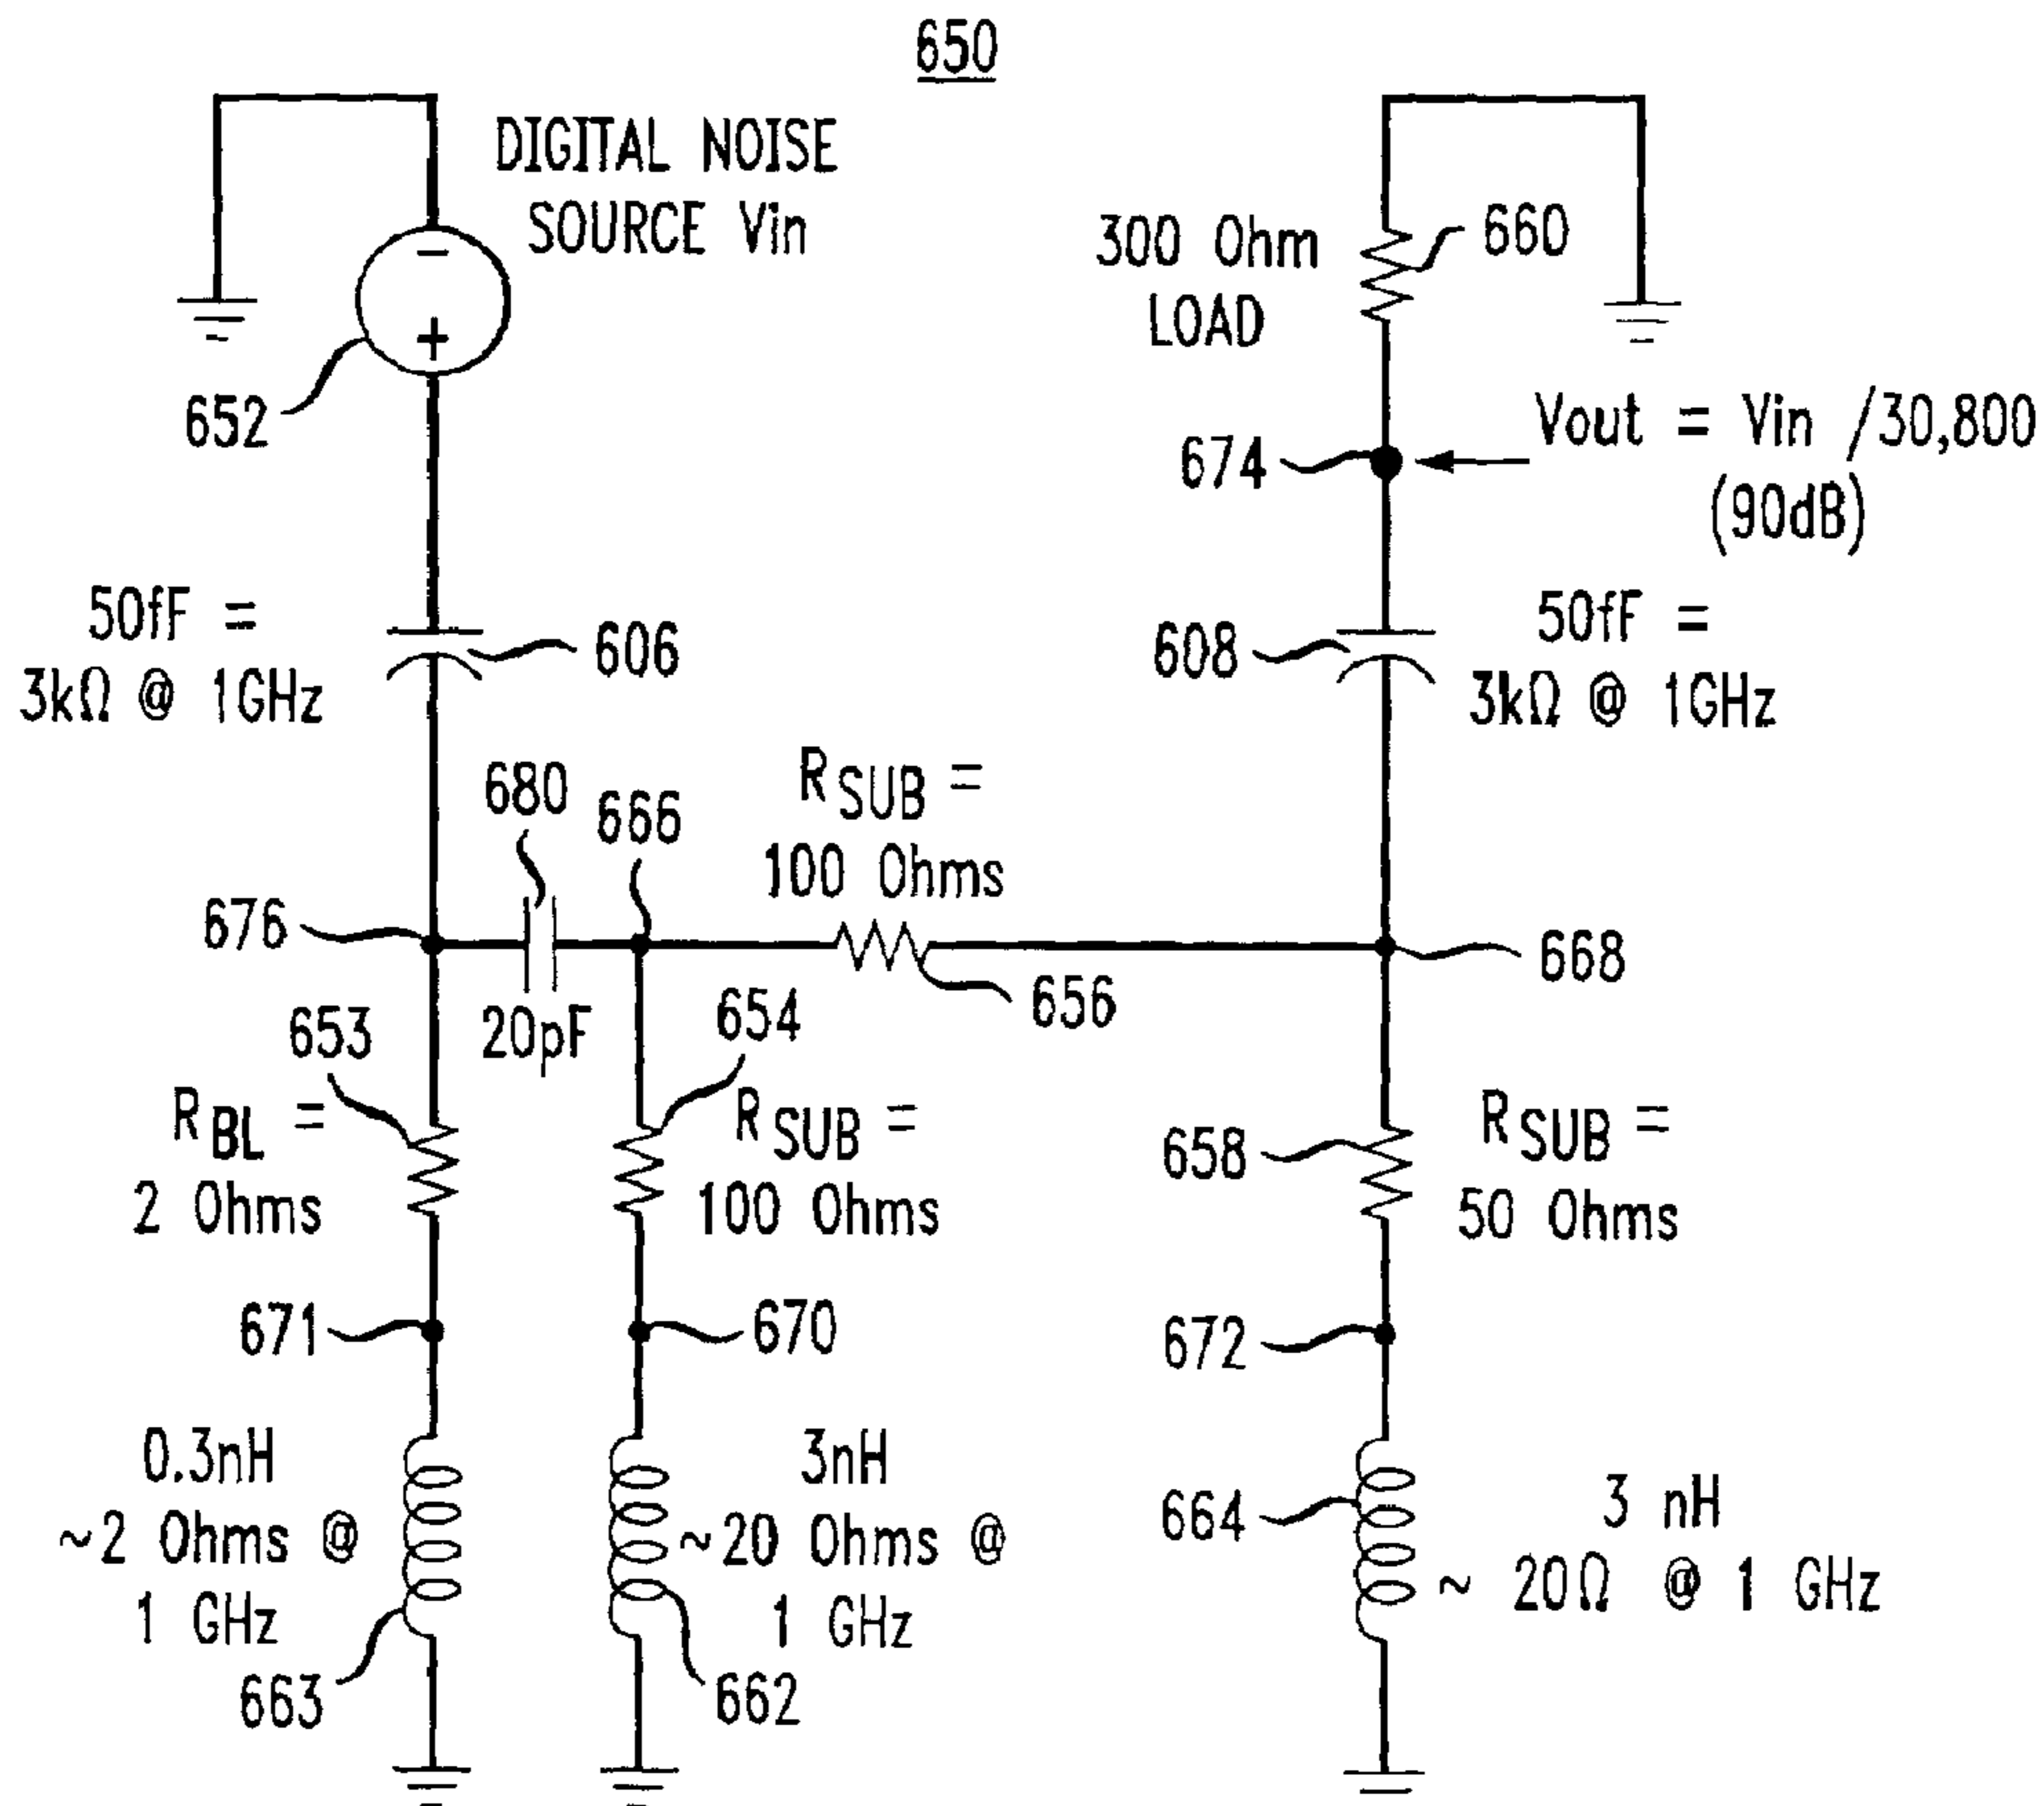 650
DIGITAL NOISE
SOURCE Vin
652
300 Ohm
LOAD
660
674
Vout = Vin /30,800
(90dB)
50fF =
3kΩ @ 1GHz
606
608
50fF =
3kΩ @ 1GHz
680
666
RSUB =
100 Ohms
676
668
656
653
20pF
654
RBL =
2 Ohms
RSUB =
100 Ohms
658
RSUB =
50 Ohms
671
670
672
0.3nH
~2 Ohms @
1 GHz
663
3nH
~20 Ohms @
1 GHz
662
664
3 nH
~ 20Ω @ 1 GHz